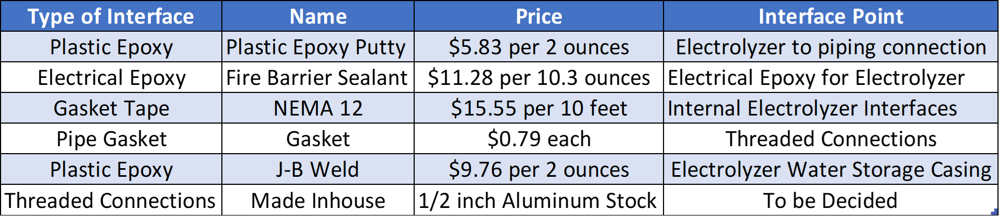 Type of Interface Name Price Interface Point
Plastic Epoxy Plastic Epoxy Putty $5.83 per 2 ounces Electrolyzer to piping connection
Electrical Epoxy Fire Barrier Sealant $11.28 per 10.3 ounces Electrical Epoxy for Electrolyzer
Gasket Tape NEMA 12 $15.55 per 10 feet Internal Electrolyzer Interfaces
Pipe Gasket Gasket $0.79 each Threaded Connections
Plastic Epoxy J-B Weld $9.76 per 2 ounces Electrolyzer Water Storage Casing
Threaded Connections Made Inhouse 1/2 inch Aluminum Stock To be Decided